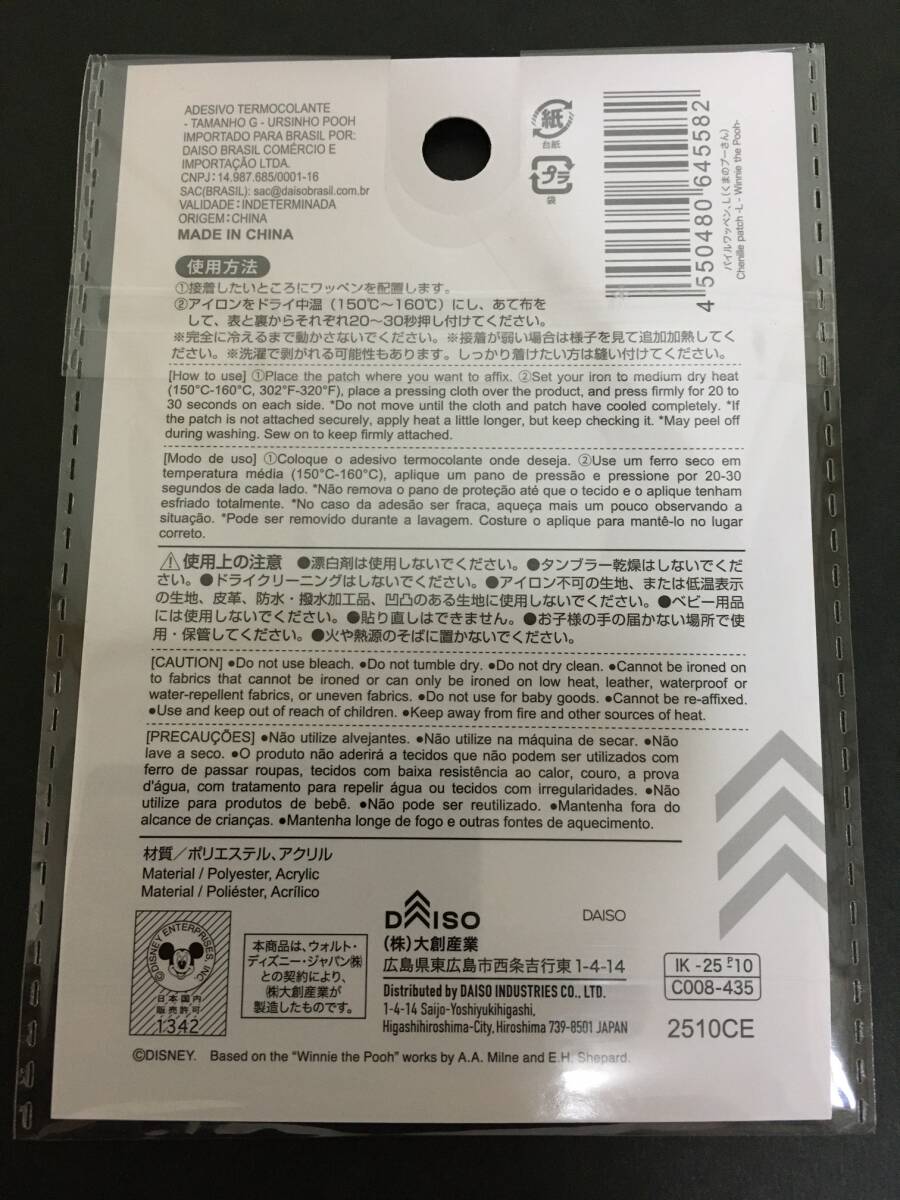 ADESIVO TERMOCOLANTE
- TAMANHO G - URSINHO POOH
IMPORTADO PARA BRASIL POR:
DAISO BRASIL COMÉRCIO E
IMPORTAÇÃO LTDA.
CNPJ: 14.987.685/0001-16
SAC(BRASIL): sac@daisobrasil.com.br
VALIDADE: INDETERMINADA
ORIGEM: CHINA
MADE IN CHINA
紙
台紙
プラ
袋
4 550480 645582
パイルワッペン、L(くまのプーさん)
Chenille patch -L - Winnie the Pooh-
使用方法
①接着したいところにワッペンを配置します。
②アイロンをドライ中温(150℃～160℃)にし、あて布を
して、表と裏からそれぞれ20～30秒押し付けてください。
※完全に冷えるまで動かさないでください。※接着が弱い場合は様子を見て追加加熱してく
ださい。※洗濯で剥がれる可能性もあります。しっかり着けたい方は縫い付けてください。
[How to use] ①Place the patch where you want to affix. ②Set your iron to medium dry heat
(150°C-160°C, 302°F-320°F), place a pressing cloth over the product, and press firmly for 20 to
30 seconds on each side. *Do not move until the cloth and patch have cooled completely. *If
the patch is not attached securely, apply heat a little longer, but keep checking it. *May peel off
during washing. Sew on to keep firmly attached.
[Modo de uso] ①Coloque o adesivo termocolante onde deseja. ②Use um ferro seco em
temperatura média (150°C-160°C), aplique um pano de pressão e pressione por 20-30
segundos de cada lado. *Não remova o pano de proteção até que o tecido e o aplique tenham
esfriado totalmente. *No caso da adesão ser fraca, aqueça mais um pouco observando a
situação. *Pode ser removido durante a lavagem. Costure o aplique para mantê-lo no lugar
correto.
⚠使用上の注意 ●漂白剤は使用しないでください。●タンブラー乾燥はしないでくだ
さい。●ドライクリーニングはしないでください。●アイロン不可の生地、または低温表示
の生地、皮革、防水・撥水加工品、凹凸のある生地に使用しないでください。●ベビー用品
には使用しないでください。●貼り直しはできません。●お子様の手の届かない場所で使
用・保管してください。●火や熱源のそばに置かないでください。
[CAUTION] ●Do not use bleach. ●Do not tumble dry. ●Do not dry clean. ●Cannot be ironed on
to fabrics that cannot be ironed or can only be ironed on low heat, leather, waterproof or
water-repellent fabrics, or uneven fabrics. ●Do not use for baby goods. ●Cannot be re-affixed.
●Use and keep out of reach of children. ●Keep away from fire and other sources of heat.
[PRECAUÇÕES] ●Não utilize alvejantes. ●Não utilize na máquina de secar. ●Não
lave a seco. ●O produto não aderirá a tecidos que não podem ser utilizados com
ferro de passar roupas, tecidos com baixa resistência ao calor, couro, a prova
d'água, com tratamento para repelir água ou tecidos com irregularidades. ●Não
utilize para produtos de bebê. ●Não pode ser reutilizado. ●Mantenha fora do
alcance de crianças. ●Mantenha longe de fogo e outras fontes de aquecimento.
材質/ポリエステル、アクリル
Material / Polyester, Acrylic
Material / Poliéster, Acrílico
©DISNEY ENTERPRISES, INC.
日本国内
販売許可
1342
本商品は、ウォルト・
ディズニー・ジャパン㈱
との契約により、
㈱大創産業が
製造したものです。
DAISO
DAISO
(株)大創産業
広島県東広島市西条吉行東1-4-14
Distributed by DAISO INDUSTRIES CO., LTD.
1-4-14 Saijo-Yoshiyukihigashi,
Higashihiroshima-City, Hiroshima 739-8501 JAPAN
IK -25 P10
C008-435
2510CE
©DISNEY. Based on the "Winnie the Pooh" works by A.A. Milne and E.H. Shepard.